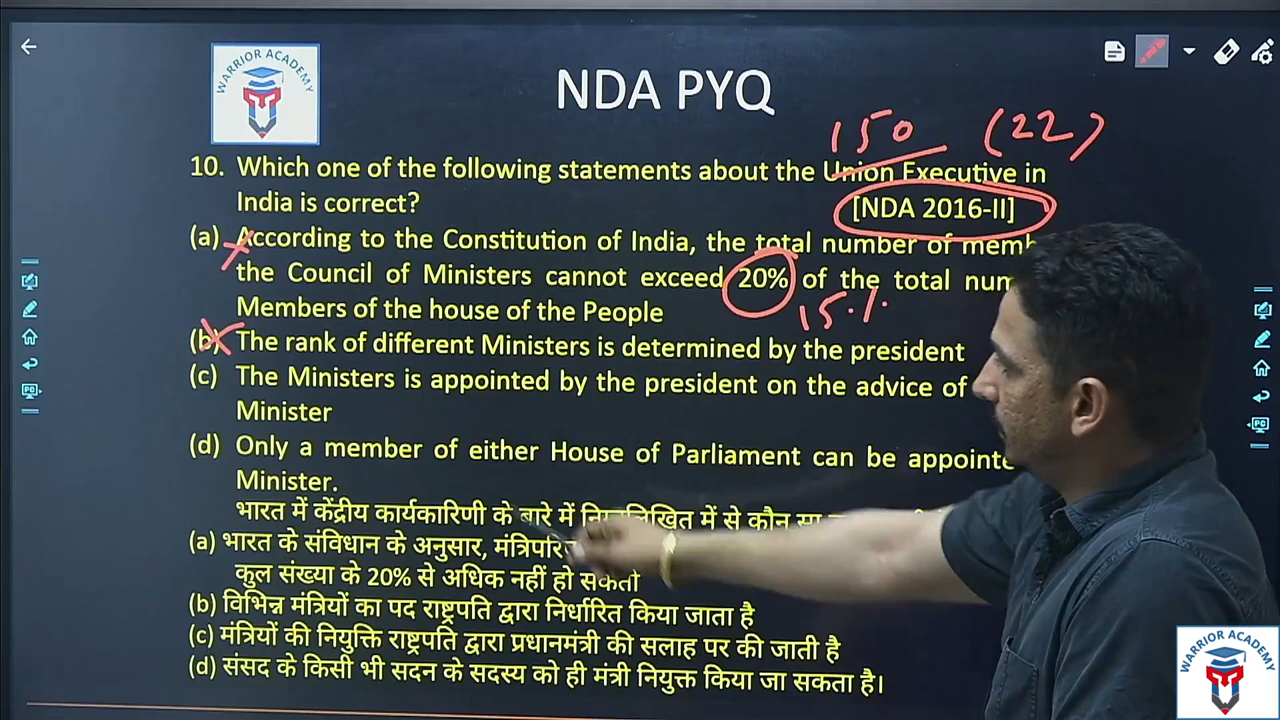 WARRIOR ACADEMY
NDA PYQ
150 (22)
10. Which one of the following statements about the Union Executive in
India is correct?
[NDA 2016-II]
(a) According to the Constitution of India, the total number of
the Council of Ministers cannot exceed 20% of the total
Members of the house of the People
15%
(b) The rank of different Ministers is determined by the president
(c) The Ministers is appointed by the president on the advice of
Minister
(d) Only a member of either House of Parliament can be
Minister.
भारत में केंद्रीय कार्यकारिणी के बारे में निम्नलिखित में से कौन
(a) भारत के संविधान के अनुसार,
कुल संख्या के 20% से अधिक नहीं हो सकती
(b) विभिन्न मंत्रियों का पद राष्ट्रपति द्वारा निर्धारित किया जाता है
(c) मंत्रियों की नियुक्ति राष्ट्रपति द्वारा प्रधानमंत्री की सलाह पर की जाती है
(d) संसद के किसी भी सदन के सदस्य को ही मंत्री नियुक्त किया जा सकता है।
WARRIOR ACADEMY